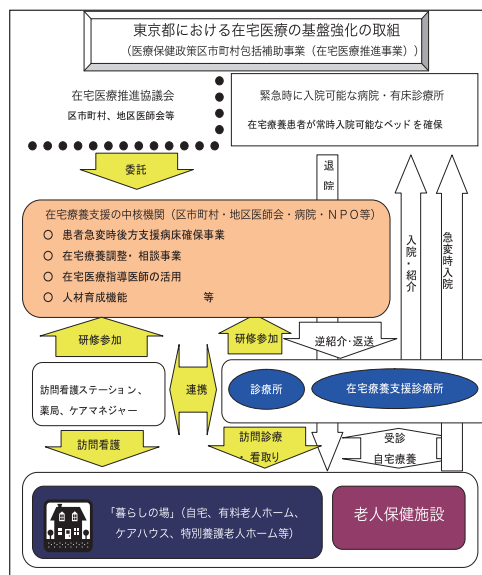 東京都における在宅医療の基盤強化の取組
（医療保健政策区市町村包括補助事業（在宅医療推進事業））
在宅医療推進協議会
区市町村、地区医師会等
緊急時に入院可能な病院・有床診療所
在宅療養患者が常時入院可能なベッドを確保
委託
退院
入院・紹介
急変時入院
在宅療養支援の中核機関（区市町村・地区医師会・病院・ＮＰＯ等）
○ 患者急変時後方支援病床確保事業
○ 在宅療養調整・相談事業
○ 在宅医療指導医師の活用
○ 人材育成機能 等
研修参加
研修参加
逆紹介・返送
訪問看護ステーション、
薬局、ケアマネジャー
連携
診療所
在宅療養支援診療所
訪問看護
訪問診療
・看取り
受診
自宅療養
「暮らしの場」（自宅、有料老人ホーム、
ケアハウス、特別養護老人ホーム等）
老人保健施設